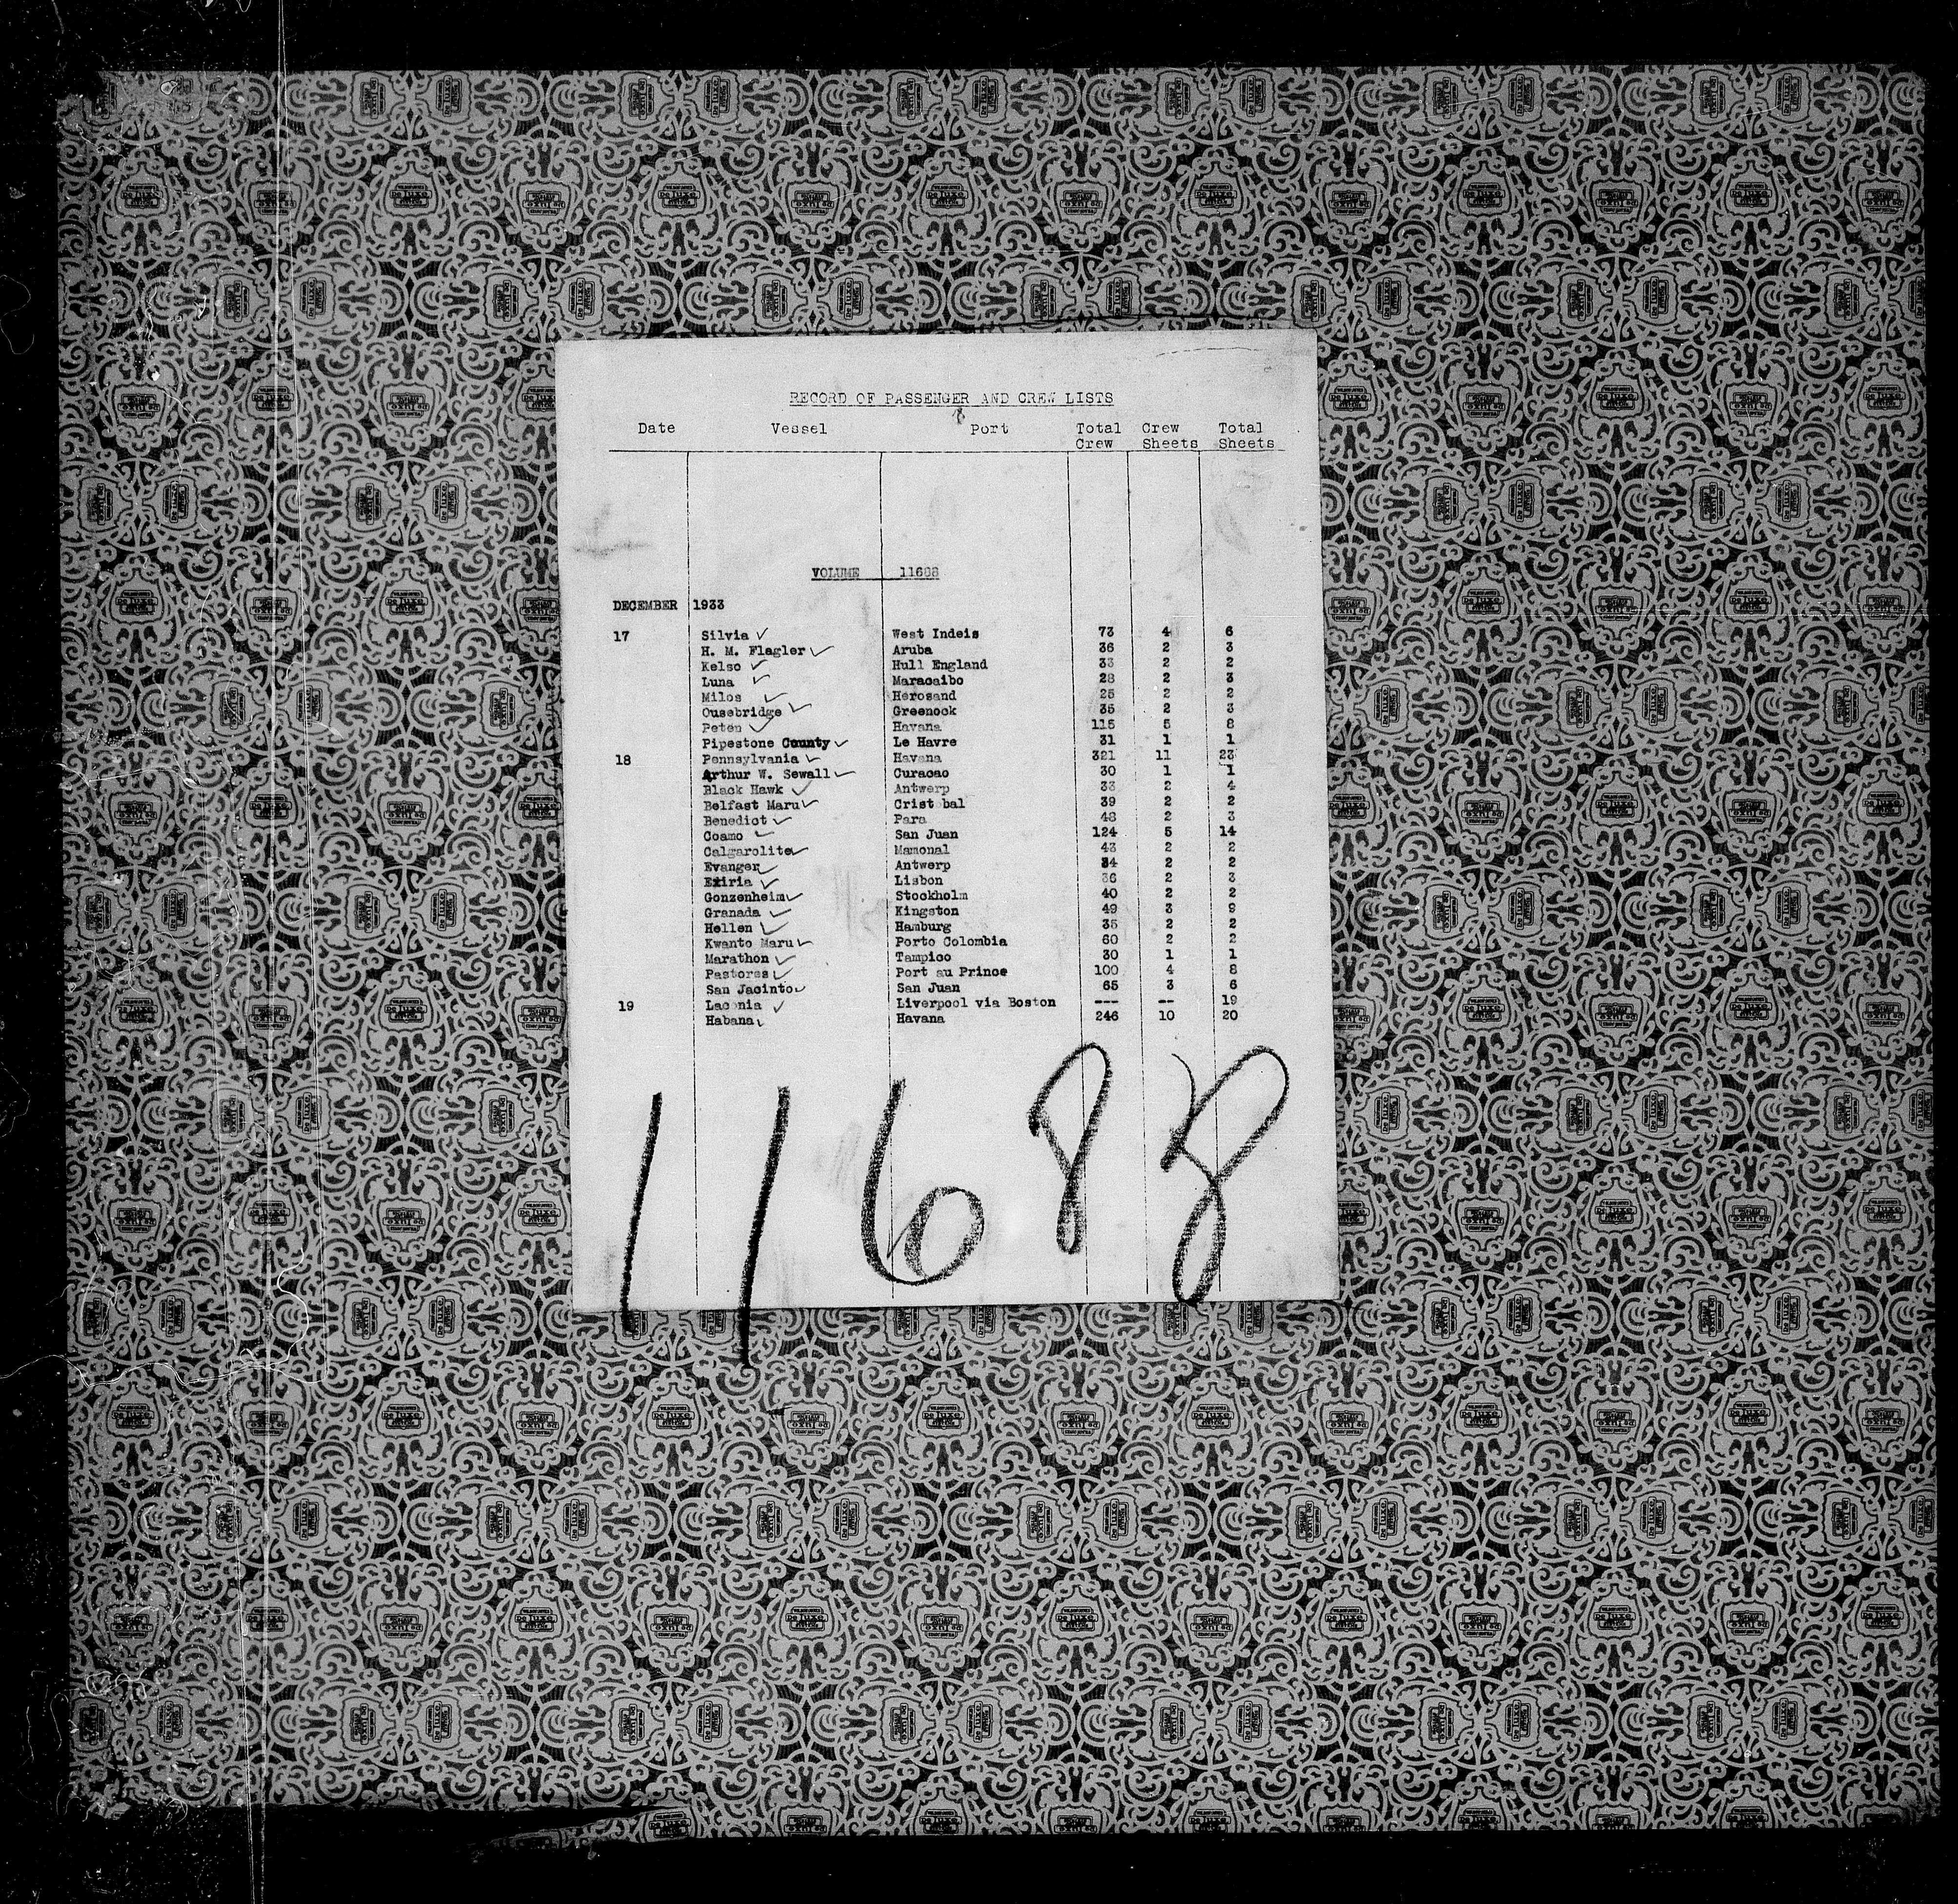 RECORD OF PASSENGER AND CREW LISTS
Date Vessel Port Total Crew Crew Sheets Total Sheets
VOLUME 11688
DECEMBER 1933
17 Silvia ✓ West Indeis 73 4 6
H. M. Flagler ✓ Aruba 36 2 3
Kelso ✓ Hull England 33 2 2
Luna ✓ Maracaibo 28 2 3
Milos ✓ Herosand 25 2 2
Ousebridge ✓ Greenock 35 2 3
Peten ✓ Havana 115 5 8
Pipestone County ✓ Le Havre 31 1 1
18 Pennsylvania ✓ Havana 321 11 23
Arthur W. Sewall ✓ Curacao 30 1 1
Black Hawk ✓ Antwerp 33 2 4
Belfast Maru ✓ Crist bal 39 2 2
Benedict ✓ Para 48 2 3
Coamo ✓ San Juan 124 5 14
Calgarolite ✓ Mamonal 43 2 2
Evanger ✓ Antwerp 34 2 2
Exiria ✓ Lisbon 36 2 3
Gonzenheim ✓ Stockholm 40 2 2
Granada ✓ Kingston 49 3 9
Hellen ✓ Hamburg 35 2 2
Kwanto Maru ✓ Porto Colombia 60 2 2
Marathon ✓ Tampico 30 1 1
Pastores ✓ Port au Prince 100 4 8
San Jacinto ✓ San Juan 65 3 6
19 Laconia ✓ Liverpool via Boston --- -- 19
Habana ✓ Havana 246 10 20
11688